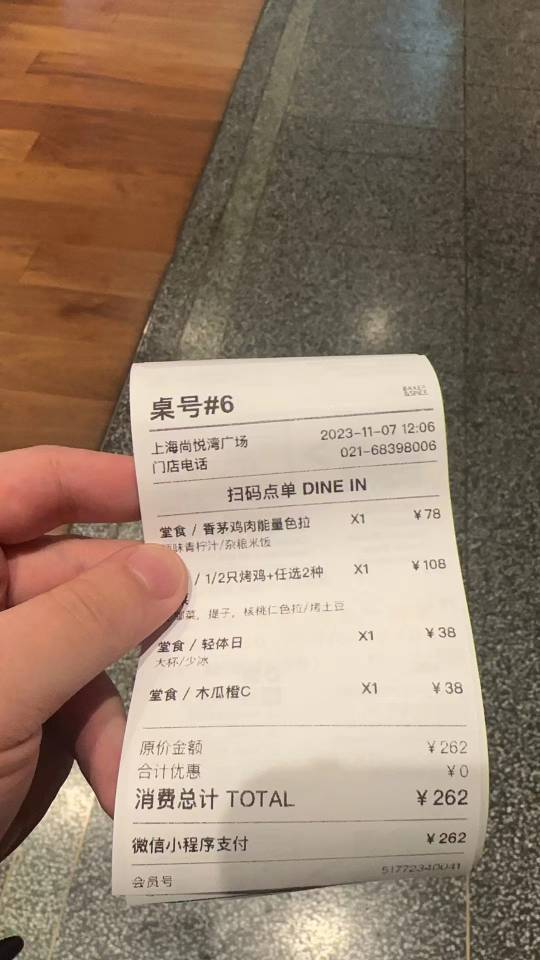 BAKER
&SPICE
桌号#6
上海尚悦湾广场 2023-11-07 12:06
门店电话 021-68398006
扫码点单 DINE IN
堂食 / 香茅鸡肉能量色拉 X1 ￥78
味青柠汁/杂粮米饭
/ 1/2只烤鸡+任选2种 X1 ￥108
菜, 提子, 核桃仁色拉/烤土豆
堂食 / 轻体日 X1 ￥38
大杯/少冰
堂食 / 木瓜橙C X1 ￥38
原价金额 ￥262
合计优惠 ￥0
消费总计 TOTAL ￥262
微信小程序支付 ￥262
会员号 51772340041